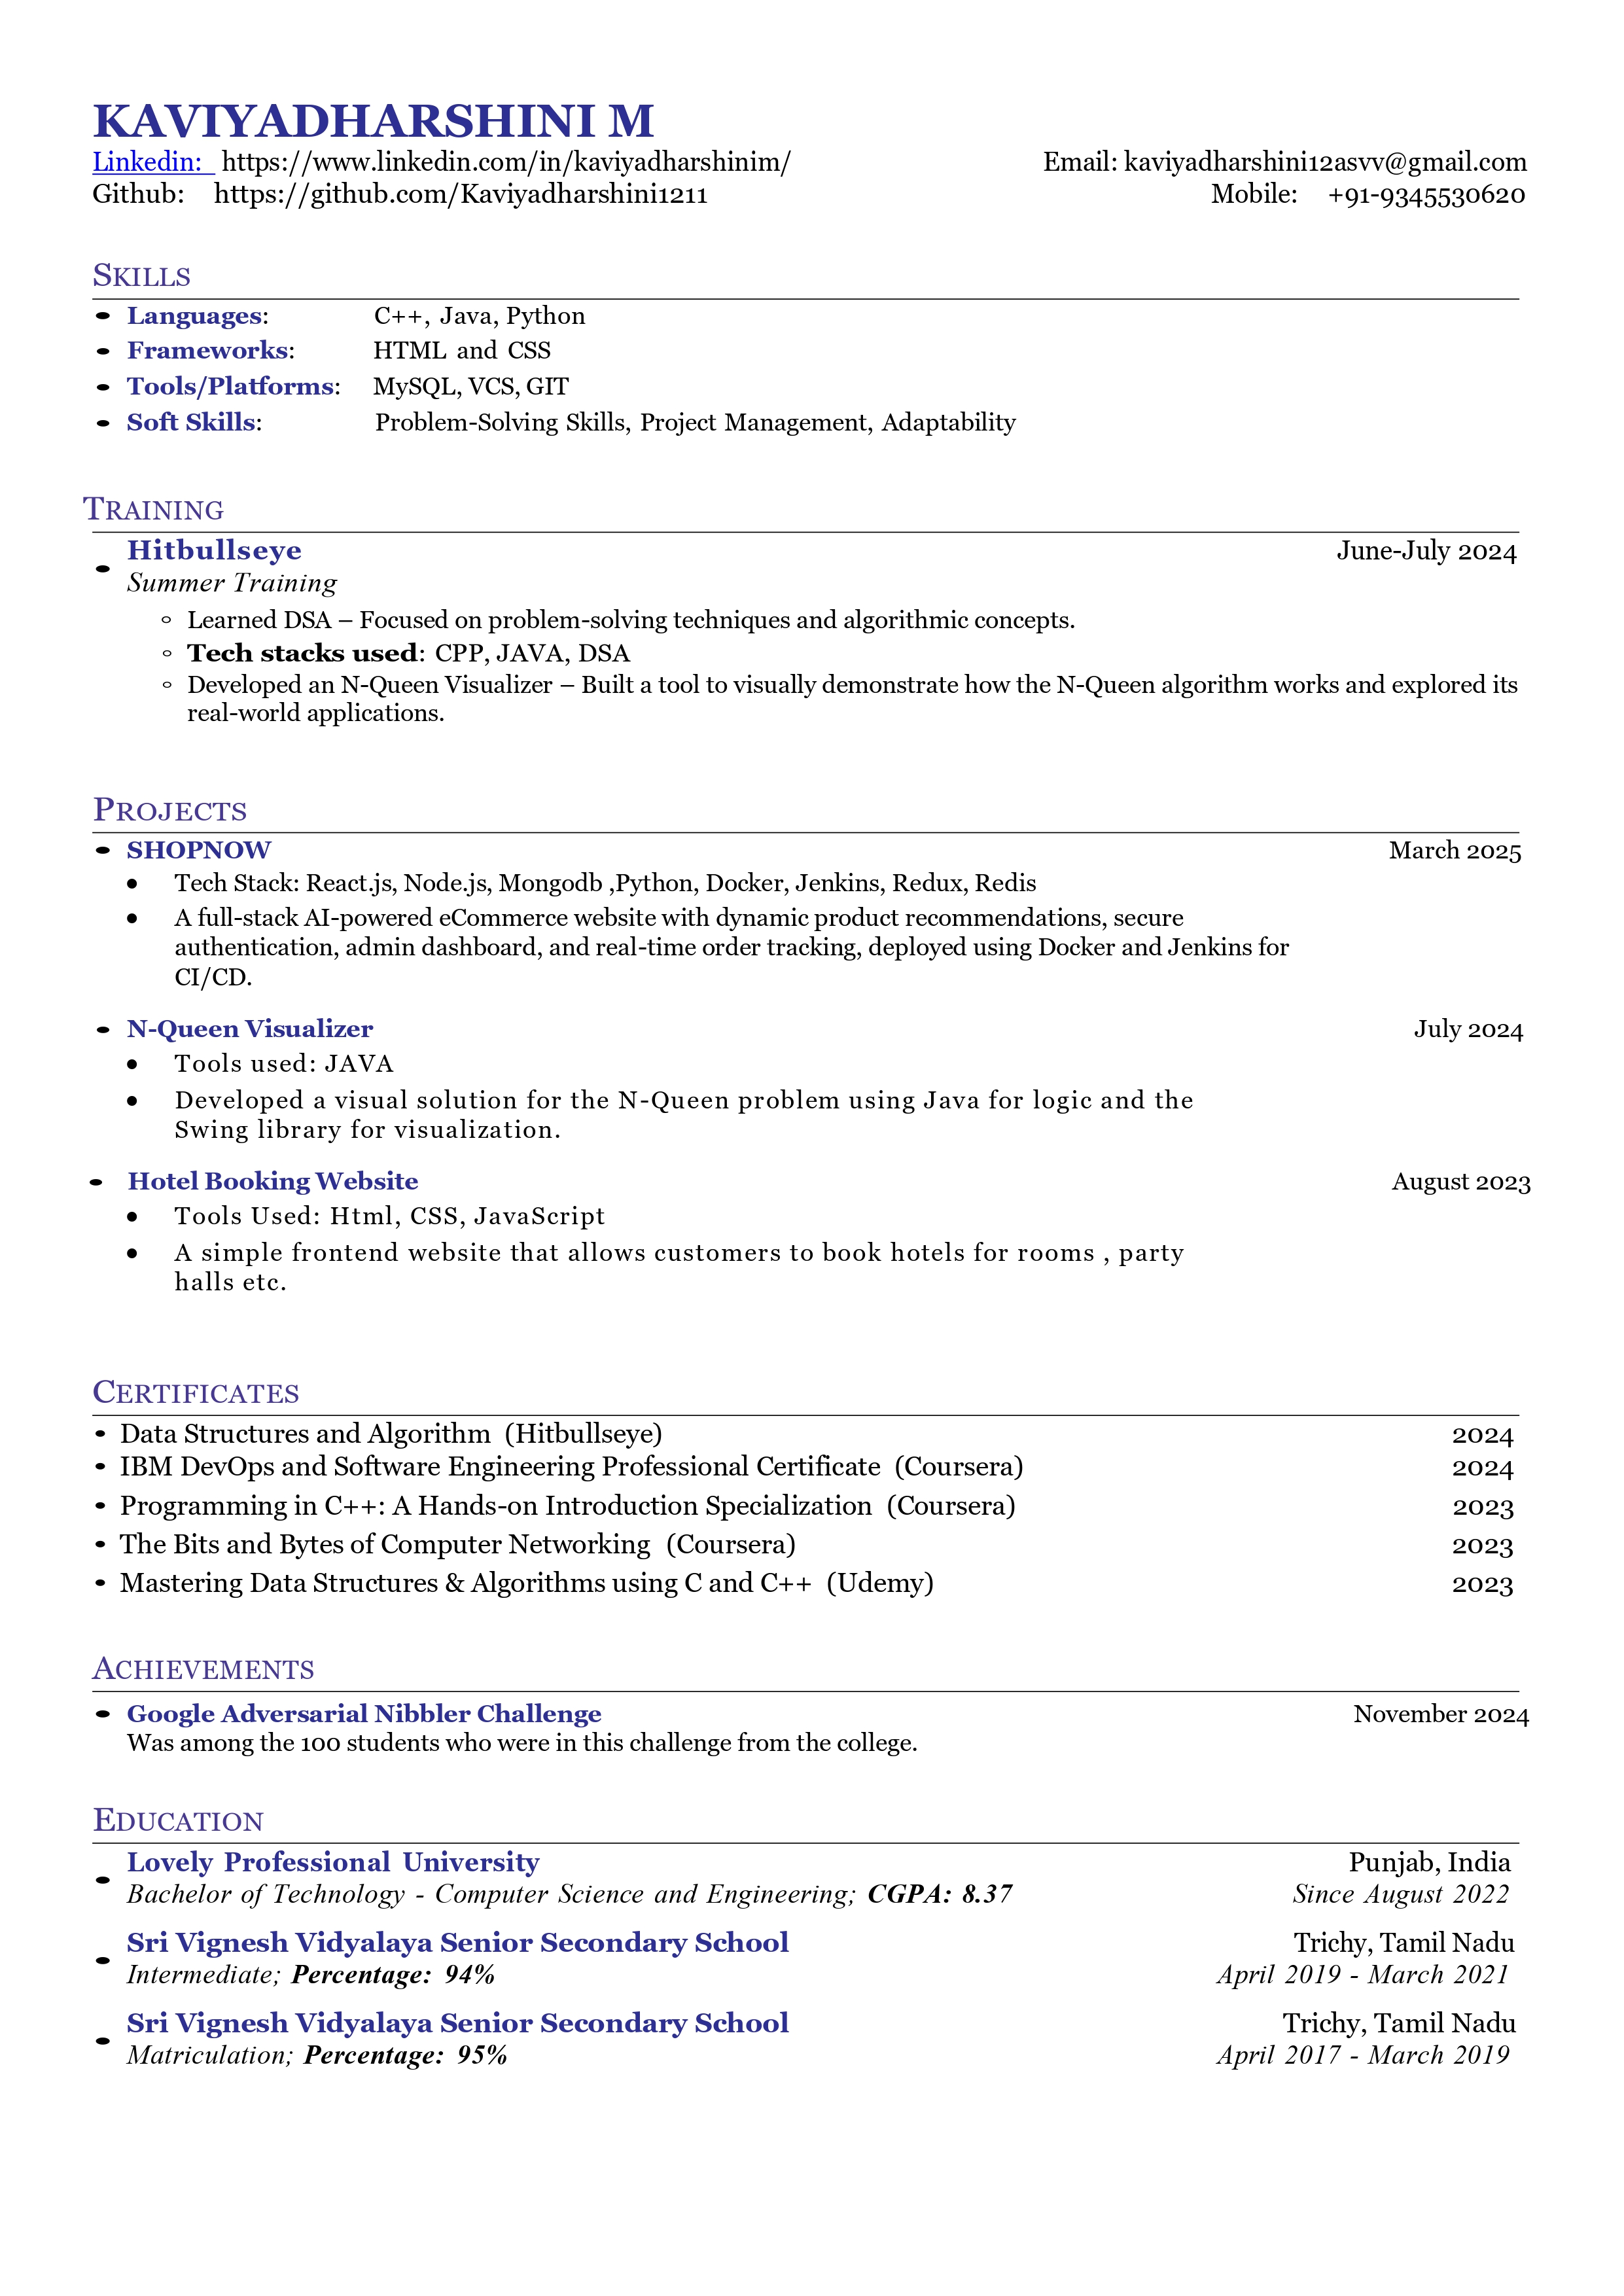 KAVIYADHARSHINI M
Linkedin: https://www.linkedin.com/in/kaviyadharshinim/ Email: kaviyadharshini12asvv@gmail.com
Github: https://github.com/Kaviyadharshini1211 Mobile: +91-9345530620
SKILLS
• Languages: C++, Java, Python
• Frameworks: HTML and CSS
• Tools/Platforms: MySQL, VCS, GIT
• Soft Skills: Problem-Solving Skills, Project Management, Adaptability
TRAINING
• Hitbullseye June-July 2024
Summer Training
○ Learned DSA – Focused on problem-solving techniques and algorithmic concepts.
○ Tech stacks used: CPP, JAVA, DSA
○ Developed an N-Queen Visualizer – Built a tool to visually demonstrate how the N-Queen algorithm works and explored its
real-world applications.
PROJECTS
• SHOPNOW March 2025
• Tech Stack: React.js, Node.js, Mongodb ,Python, Docker, Jenkins, Redux, Redis
• A full-stack AI-powered eCommerce website with dynamic product recommendations, secure
authentication, admin dashboard, and real-time order tracking, deployed using Docker and Jenkins for
CI/CD.
• N-Queen Visualizer July 2024
• Tools used: JAVA
• Developed a visual solution for the N-Queen problem using Java for logic and the
Swing library for visualization.
• Hotel Booking Website August 2023
• Tools Used: Html, CSS, JavaScript
• A simple frontend website that allows customers to book hotels for rooms , party
halls etc.
CERTIFICATES
• Data Structures and Algorithm (Hitbullseye) 2024
• IBM DevOps and Software Engineering Professional Certificate (Coursera) 2024
• Programming in C++: A Hands-on Introduction Specialization (Coursera) 2023
• The Bits and Bytes of Computer Networking (Coursera) 2023
• Mastering Data Structures & Algorithms using C and C++ (Udemy) 2023
ACHIEVEMENTS
• Google Adversarial Nibbler Challenge November 2024
Was among the 100 students who were in this challenge from the college.
EDUCATION
• Lovely Professional University Punjab, India
Bachelor of Technology - Computer Science and Engineering; CGPA: 8.37 Since August 2022
• Sri Vignesh Vidyalaya Senior Secondary School Trichy, Tamil Nadu
Intermediate; Percentage: 94% April 2019 - March 2021
• Sri Vignesh Vidyalaya Senior Secondary School Trichy, Tamil Nadu
Matriculation; Percentage: 95% April 2017 - March 2019